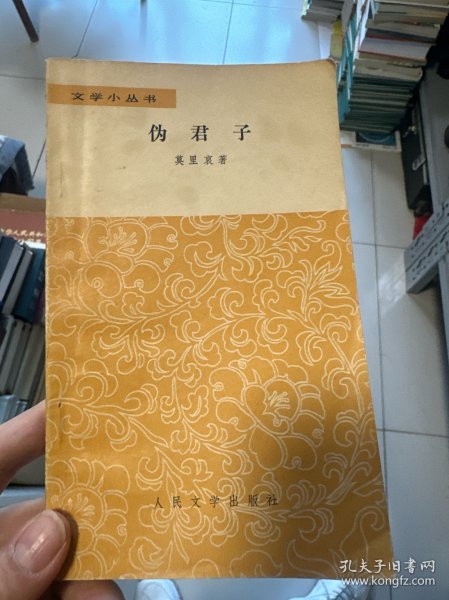 文学小丛书
伪君子
莫里哀著
人民文学出版社
孔夫子旧书网
www.kongfz.com